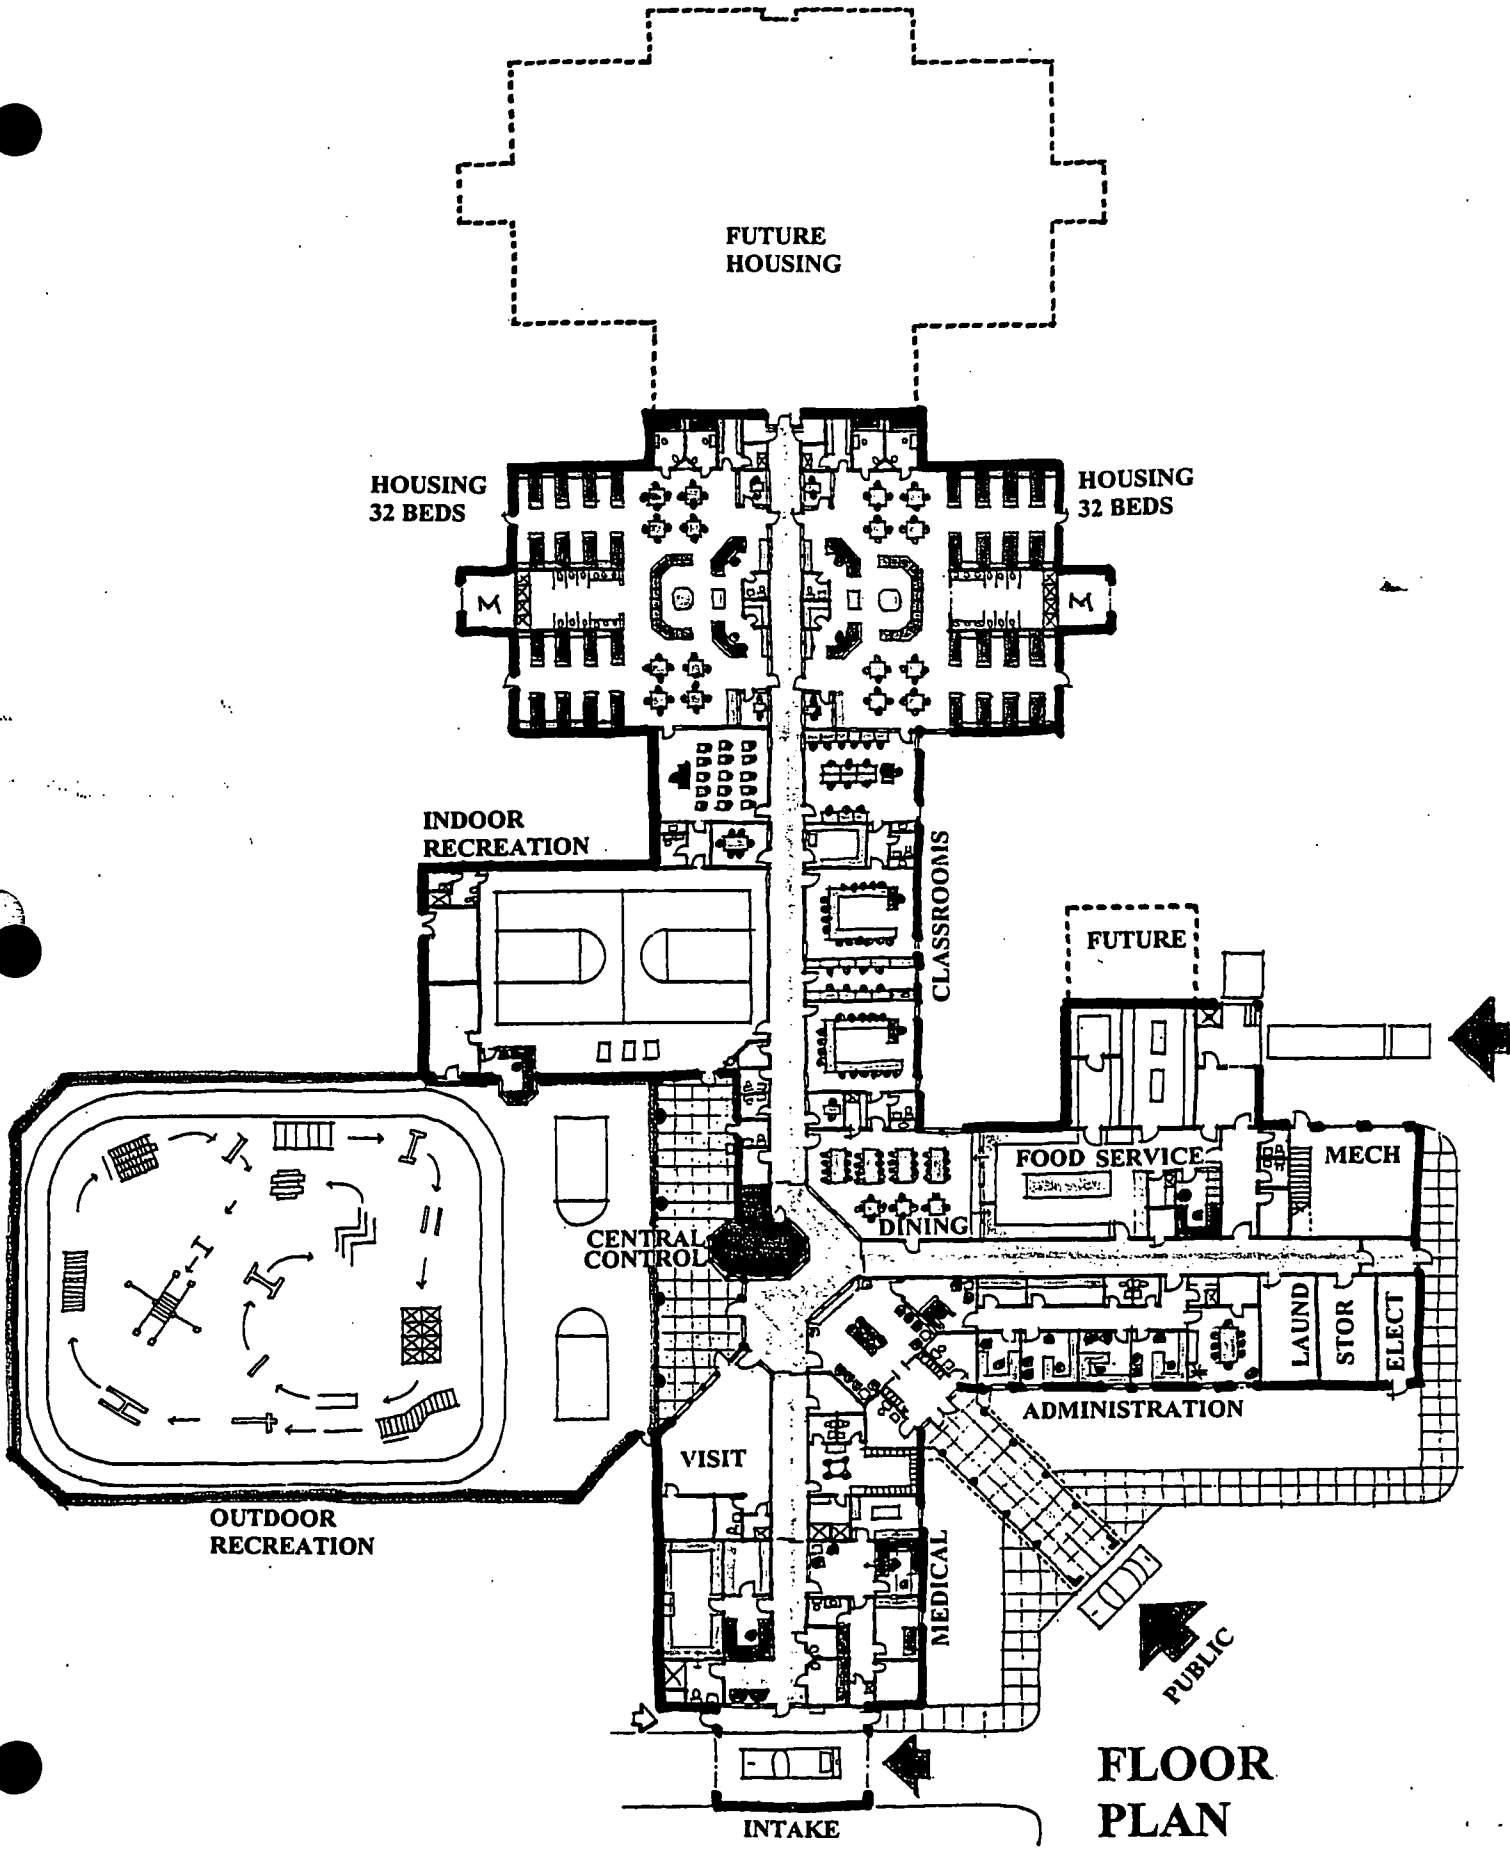 FUTURE
HOUSING
HOUSING
32 BEDS
HOUSING
32 BEDS
INDOOR
RECREATION
CLASSROOMS
FUTURE
FOOD SERVICE
MECH
DINING
CENTRAL
CONTROL
LAUND
STOR
ELECT
ADMINISTRATION
VISIT
OUTDOOR
RECREATION
MEDICAL
PUBLIC
FLOOR
PLAN
INTAKE